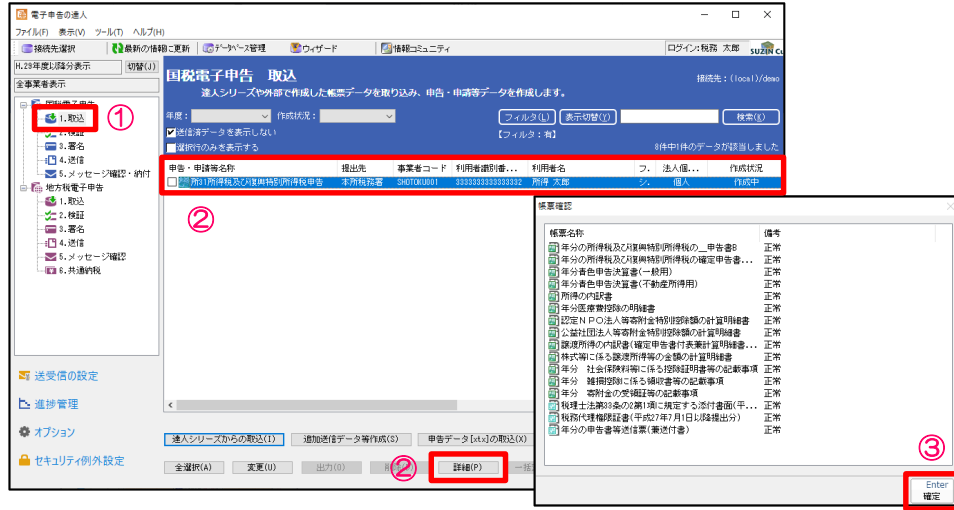 電子申告の達人
ファイル(F) 表示(V) ツール(T) ヘルプ(H)
接続先選択 最新の情報に更新 データベース管理 ウィザード 情報コミュニティ ログイン:税務 太郎
H.29年度以降分表示 切替(J)
全事業者表示
国税電子申告
1.取込
①
2.検証
3.署名
4.送信
5.メッセージ確認・納付
地方税電子申告
1.取込
2.検証
3.署名
4.送信
5.メッセージ確認
6.共通納税
送受信の設定
進捗管理
オプション
セキュリティ例外設定
国税電子申告 取込
接続先:(local)/demo
達人シリーズや外部で作成した帳票データを取り込み、申告・申請等データを作成します。
年度: 作成状況: フィルタ(L) 表示切替(Y) 検索(K)
送信済データを表示しない 【フィルタ:有】
選択行のみを表示する 8件中1件のデータが該当しました
申告・申請等名称 提出先 事業者コード 利用者識別番... 利用者名 フ. 法人個... 作成状況
所31所得税及び復興特別所得税申告 本所税務署 SHOTOKU001 3333333333333332 所得 太郎 シ. 個人 作成中
②
達人シリーズからの取込(I) 追加送信データ等作成(S) 申告データ[xtx]の取込(X)
全選択(A) 変更(U) 出力(O) ② 詳細(P)
帳票確認
帳票名称 備考
年分の所得税及び復興特別所得税の__申告書B 正常
年分の所得税及び復興特別所得税の確定申告書... 正常
年分青色申告決算書(一般用) 正常
年分青色申告決算書(不動産所得用) 正常
所得の内訳書 正常
年分医療費控除の明細書 正常
認定NPO法人等寄附金特別控除額の計算明細書 正常
公益社団法人等寄附金特別控除額の計算明細書 正常
譲渡所得の内訳書(確定申告書付表兼計算明細書... 正常
株式等に係る譲渡所得等の金額の計算明細書 正常
年分 社会保険料等に係る控除証明書等の記載事項 正常
年分 雑損控除に係る領収書等の記載事項 正常
年分 寄附金の受領証等の記載事項 正常
税理士法第33条の2第1項に規定する添付書面(平... 正常
税務代理権限証書(平成27年7月1日以降提出分) 正常
年分の申告書等送信票(兼送付書) 正常
③
Enter
確定